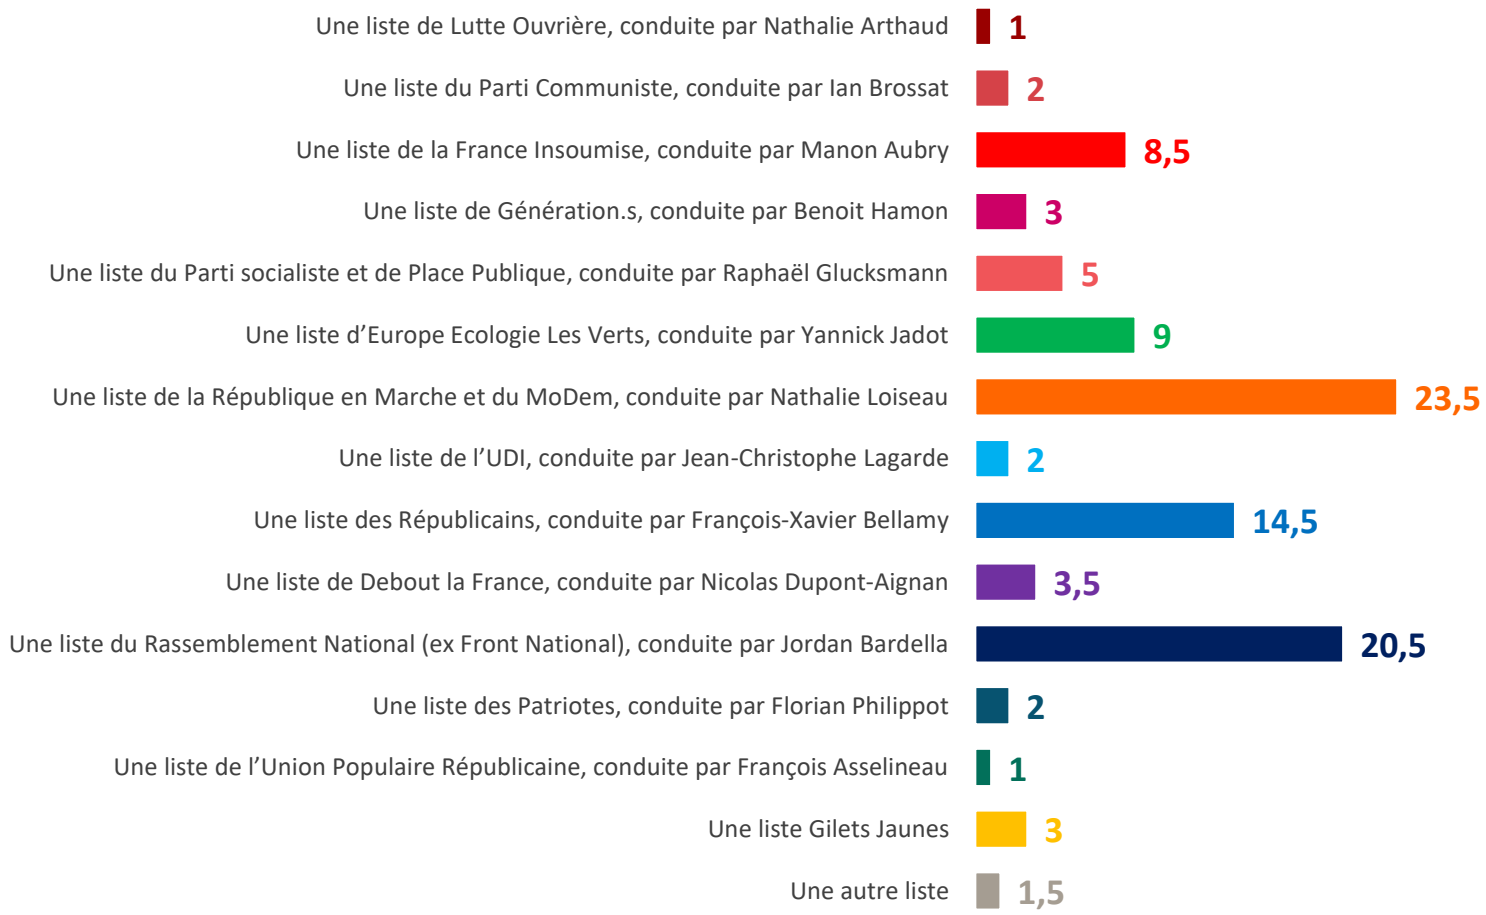 Une liste de Lutte Ouvrière, conduite par Nathalie Arthaud 1
Une liste du Parti Communiste, conduite par Ian Brossat 2
Une liste de la France Insoumise, conduite par Manon Aubry 8,5
Une liste de Génération.s, conduite par Benoit Hamon 3
Une liste du Parti socialiste et de Place Publique, conduite par Raphaël Glucksmann 5
Une liste d’Europe Ecologie Les Verts, conduite par Yannick Jadot 9
Une liste de la République en Marche et du MoDem, conduite par Nathalie Loiseau 23,5
Une liste de l’UDI, conduite par Jean-Christophe Lagarde 2
Une liste des Républicains, conduite par François-Xavier Bellamy 14,5
Une liste de Debout la France, conduite par Nicolas Dupont-Aignan 3,5
Une liste du Rassemblement National (ex Front National), conduite par Jordan Bardella 20,5
Une liste des Patriotes, conduite par Florian Philippot 2
Une liste de l’Union Populaire Républicaine, conduite par François Asselineau 1
Une liste Gilets Jaunes 3
Une autre liste 1,5